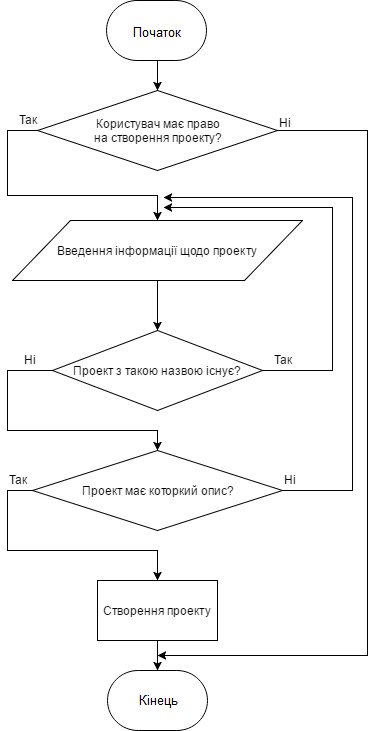 Початок
Користувач має право
на створення проекту?
Так
Ні
Введення інформації щодо проекту
Проект з такою назвою існує?
Ні
Так
Проект має которкий опис?
Так
Ні
Створення проекту
Кінець